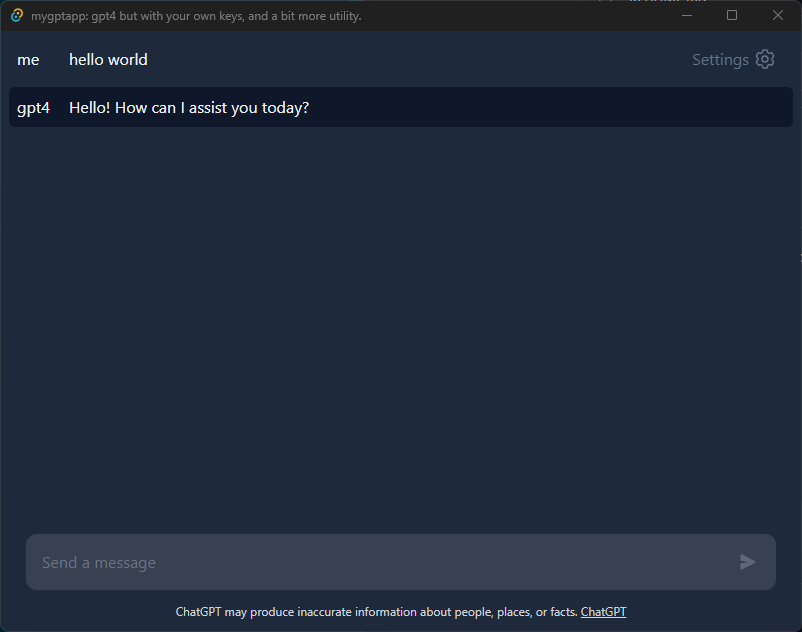 mygptapp: gpt4 but with your own keys, and a bit more utility.
me hello world Settings
gpt4 Hello! How can I assist you today?
Send a message
ChatGPT may produce inaccurate information about people, places, or facts. ChatGPT